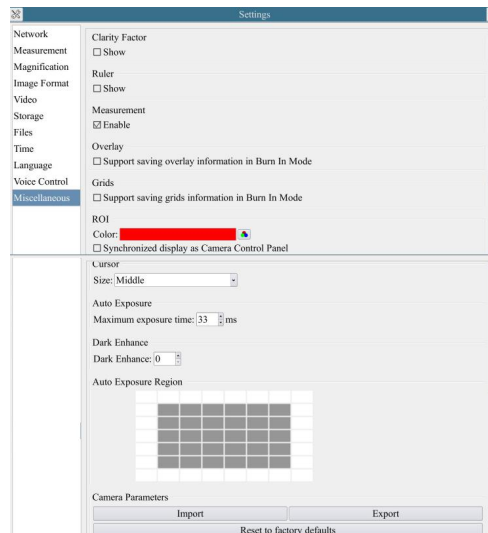 Settings
Network
Measurement
Magnification
Image Format
Video
Storage
Files
Time
Language
Voice Control
Miscellaneous
Clarity Factor
Show
Ruler
Show
Measurement
Enable
Overlay
Support saving overlay information in Burn In Mode
Grids
Support saving grids information in Burn In Mode
ROI
Color:
Synchronized display as Camera Control Panel
Cursor
Size: Middle
Auto Exposure
Maximum exposure time: 33 ms
Dark Enhance
Dark Enhance: 0
Auto Exposure Region
Camera Parameters
Import Export
Reset to factory defaults